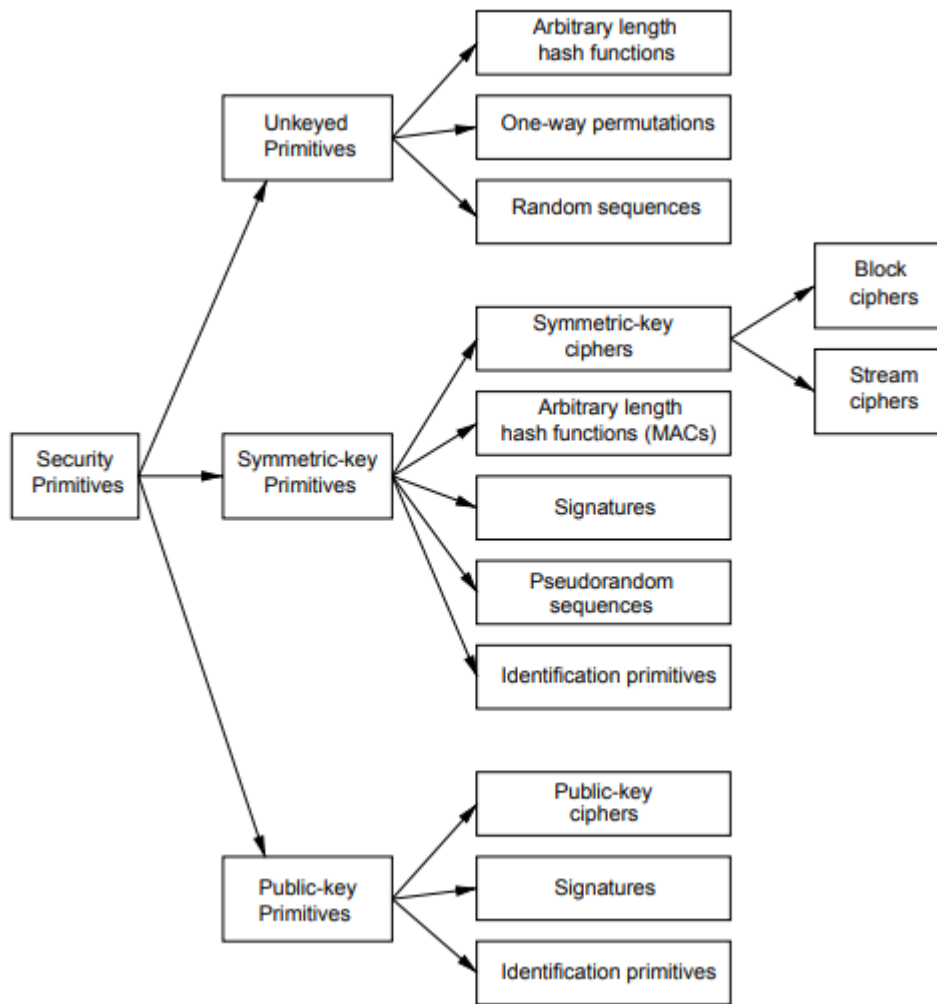 Arbitrary length
hash functions
Unkeyed
Primitives
One-way permutations
Random sequences
Block
ciphers
Symmetric-key
ciphers
Stream
ciphers
Arbitrary length
hash functions (MACs)
Security
Primitives
Symmetric-key
Primitives
Signatures
Pseudorandom
sequences
Identification primitives
Public-key
ciphers
Public-key
Primitives
Signatures
Identification primitives